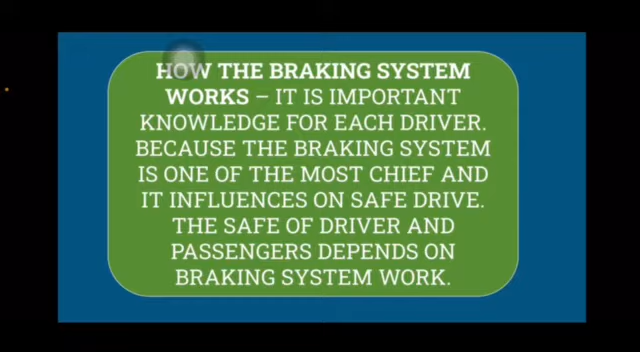 HOW THE BRAKING SYSTEM
WORKS – IT IS IMPORTANT
KNOWLEDGE FOR EACH DRIVER.
BECAUSE THE BRAKING SYSTEM
IS ONE OF THE MOST CHIEF AND
IT INFLUENCES ON SAFE DRIVE.
THE SAFE OF DRIVER AND
PASSENGERS DEPENDS ON
BRAKING SYSTEM WORK.